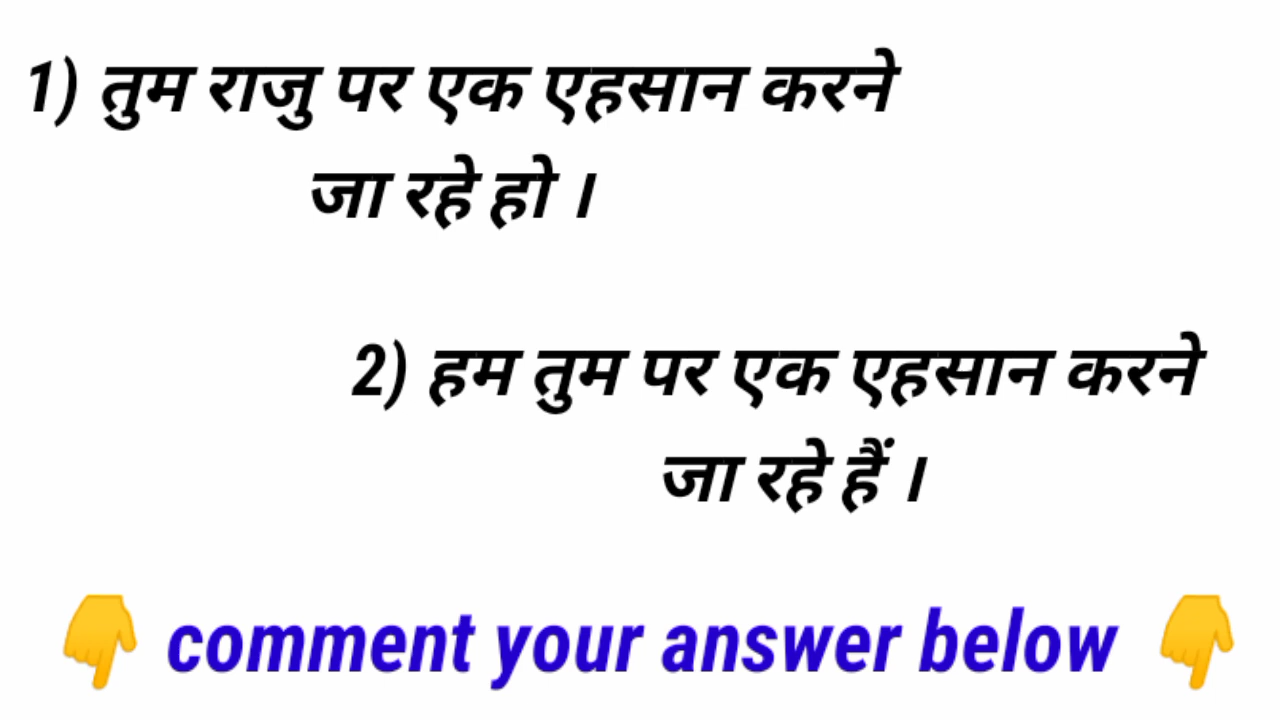 1) तुम राजु पर एक एहसान करने
जा रहे हो ।
2) हम तुम पर एक एहसान करने
जा रहे हैं ।
👇 comment your answer below 👇